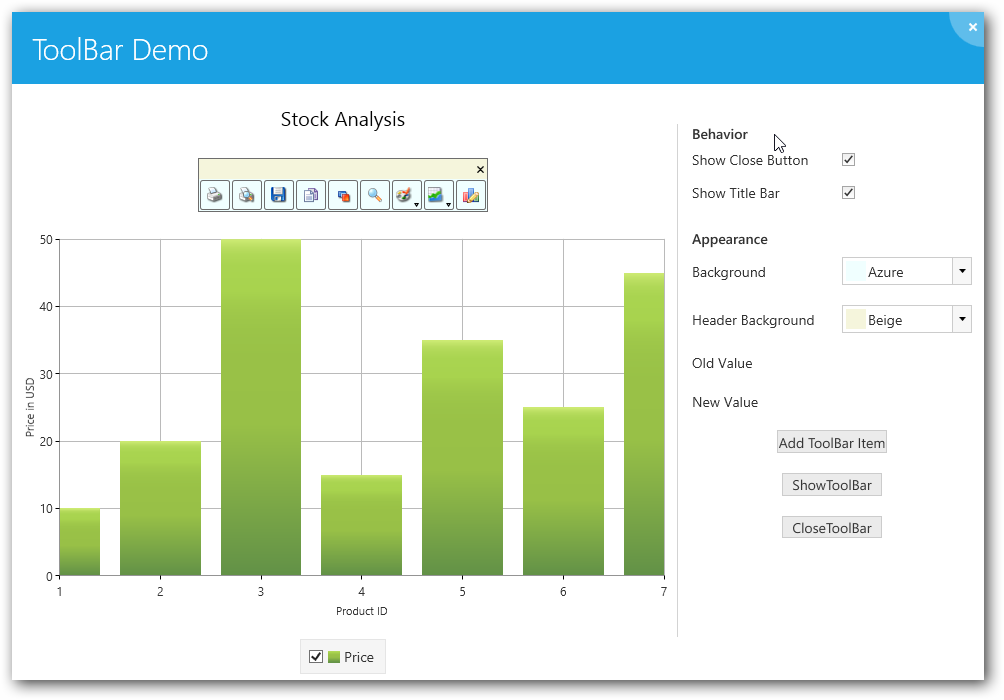 ToolBar Demo
Stock Analysis
50
40
30
20
10
0
Price in USD
1 2 3 4 5 6 7
Product ID
Price
Behavior
Show Close Button
Show Title Bar
Appearance
Background Azure
Header Background Beige
Old Value
New Value
Add ToolBar Item
ShowToolBar
CloseToolBar